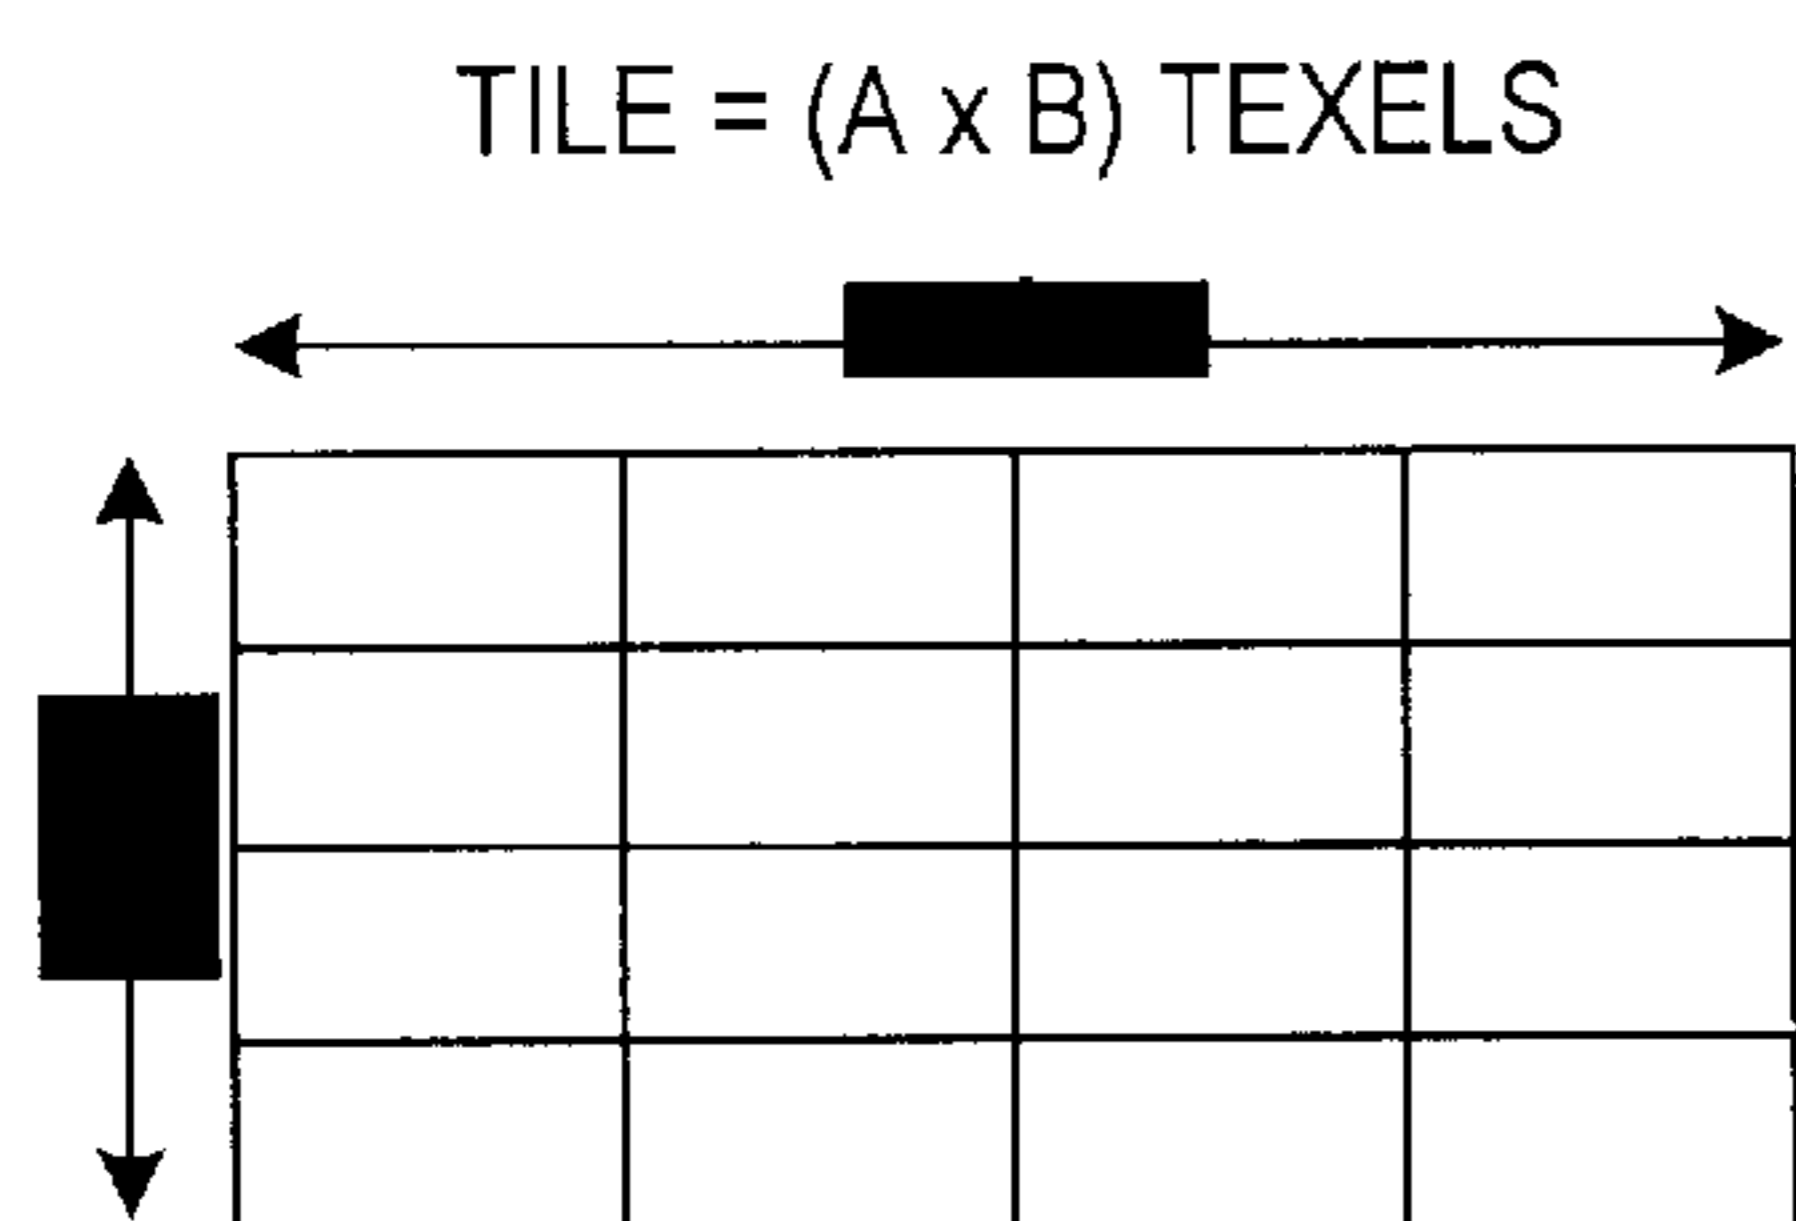 TILE = (A x B) TEXELS